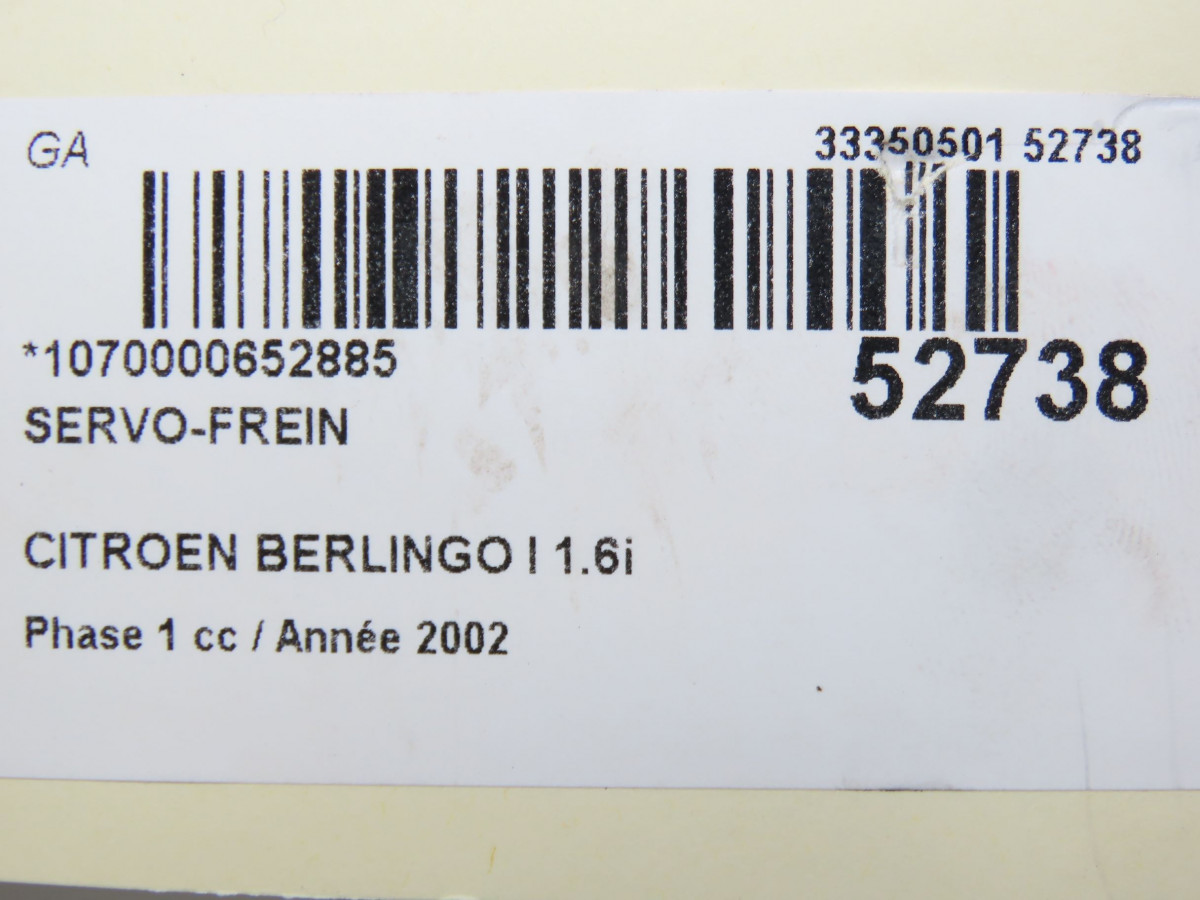 GA
33350501 52738
*1070000652885
52738
SERVO-FREIN
CITROEN BERLINGO I 1.6i
Phase 1 cc / Année 2002